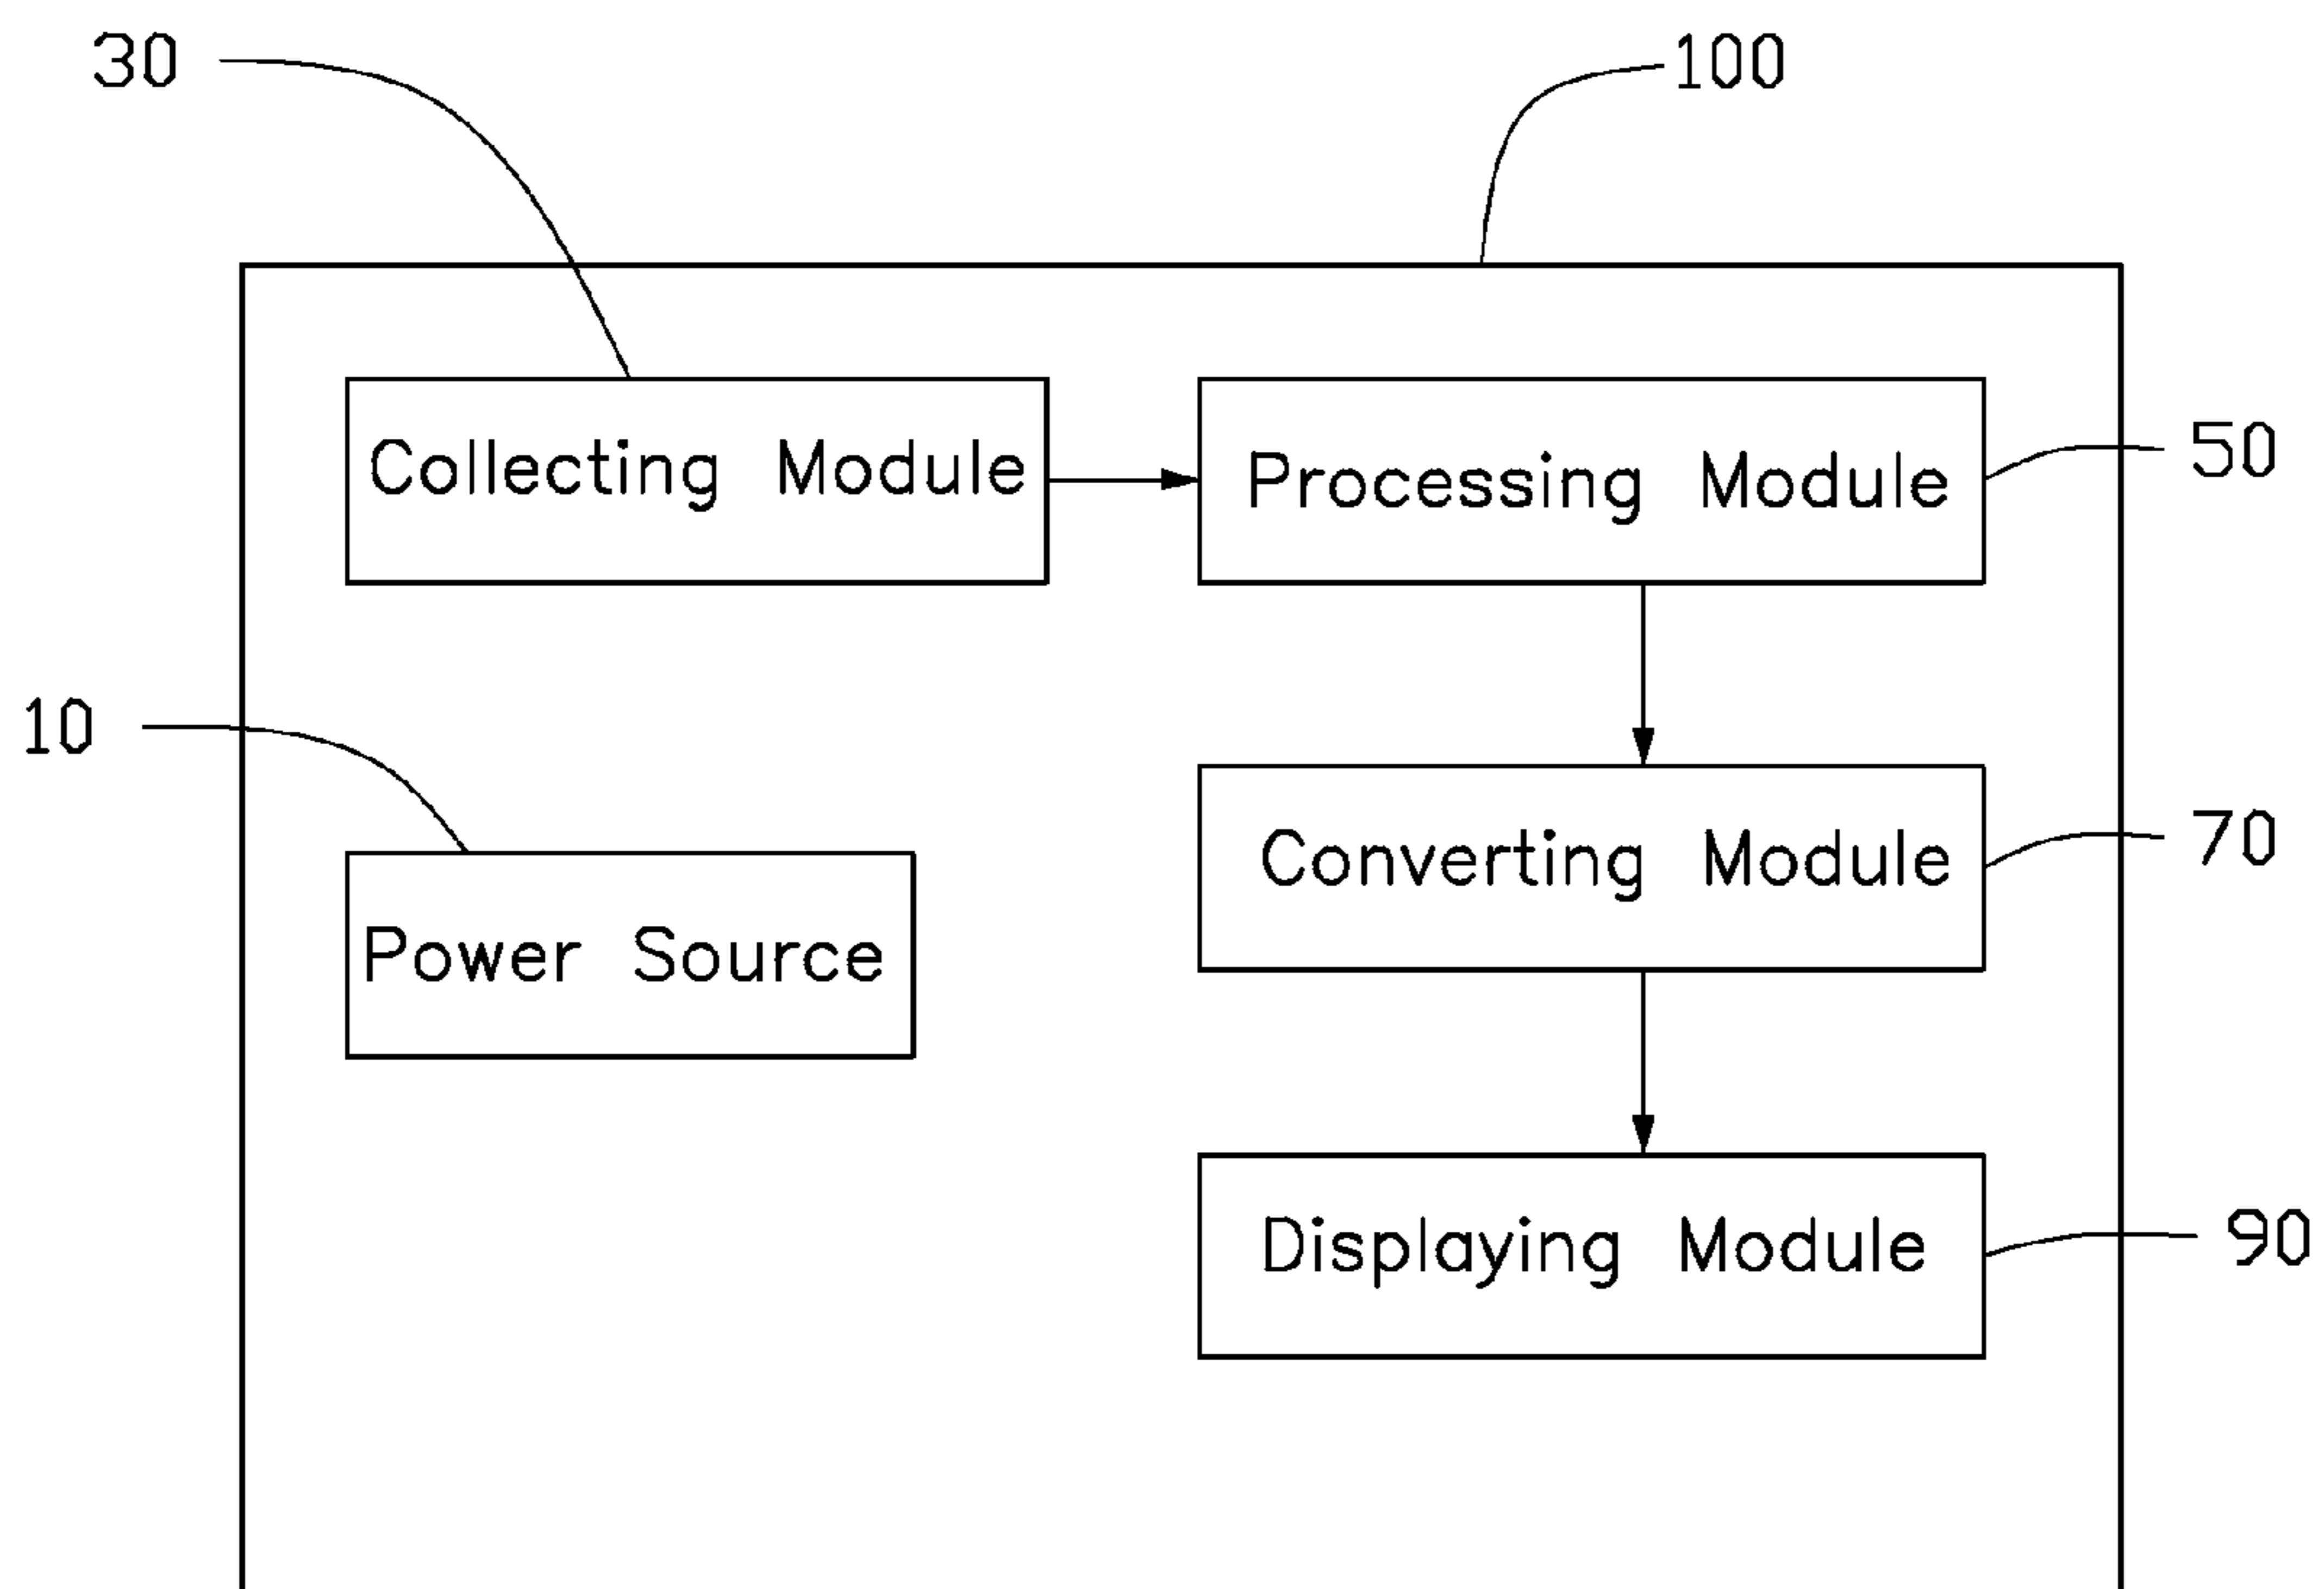 30
100
Collecting Module
Processing Module
50
10
Converting Module
70
Power Source
Displaying Module
90